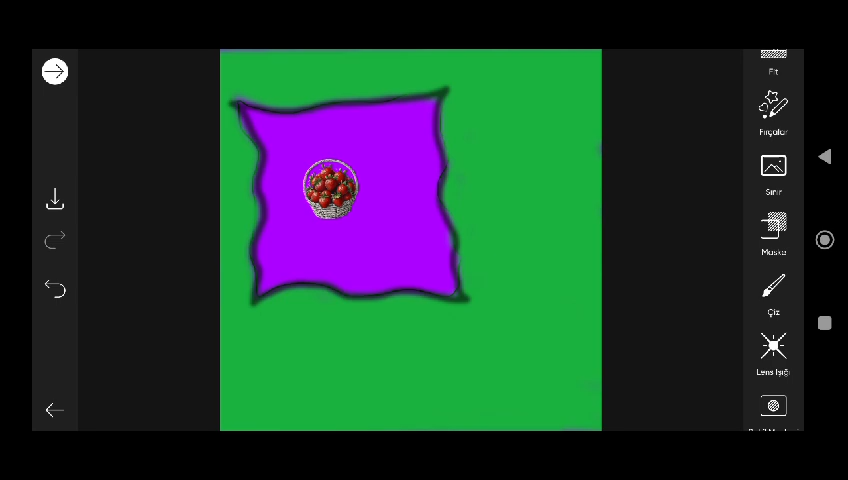 Fit
Fırçalar
Sınır
Maske
Çiz
Lens Işığı